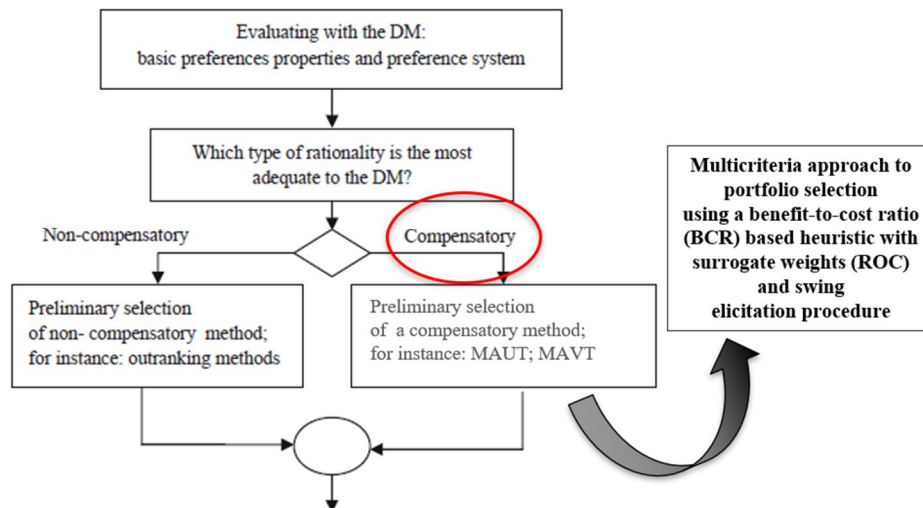 Evaluating with the DM:
basic preferences properties and preference system
Which type of rationality is the most
adequate to the DM?
Non-compensatory
Compensatory
Preliminary selection
of non- compensatory method;
for instance: outranking methods
Preliminary selection
of a compensatory method;
for instance: MAUT; MAVT
Multicriteria approach to
portfolio selection
using a benefit-to-cost ratio
(BCR) based heuristic with
surrogate weights (ROC)
and swing
elicitation procedure